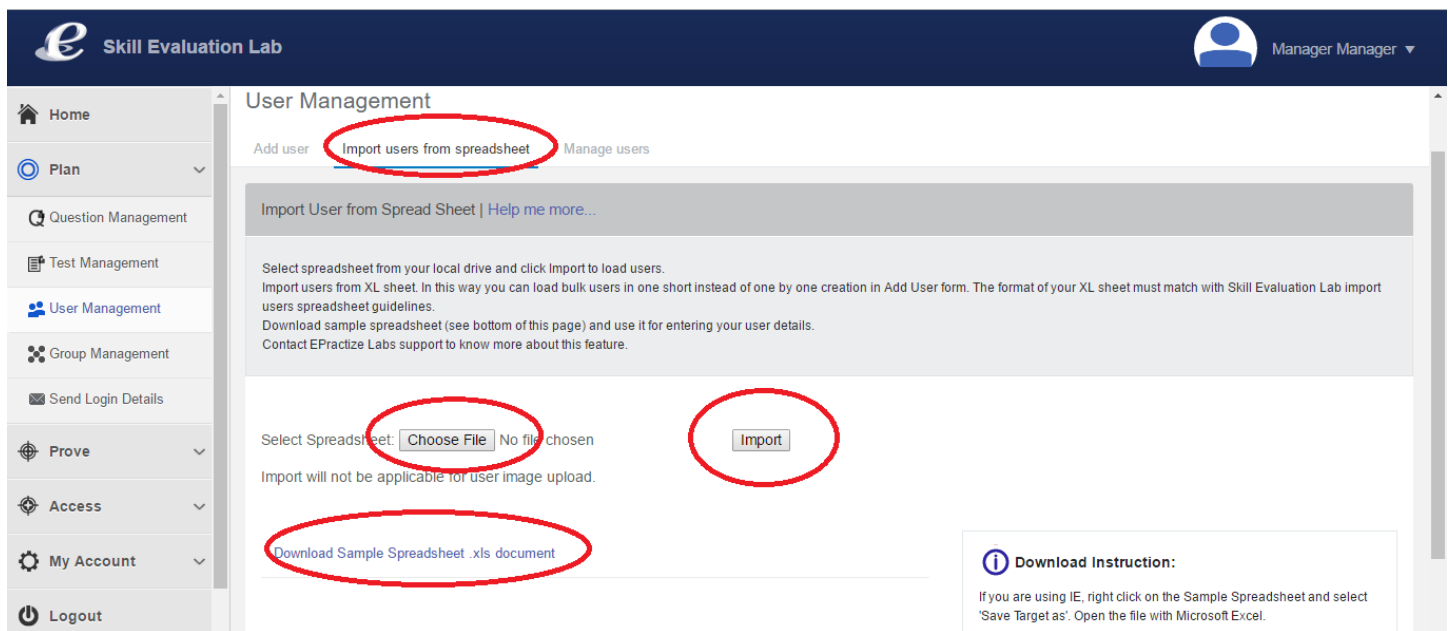 Skill Evaluation Lab
Manager Manager
Home
Plan
Question Management
Test Management
User Management
Group Management
Send Login Details
Prove
Access
My Account
Logout
User Management
Add user
Import users from spreadsheet
Manage users
Import User from Spread Sheet | Help me more...
Select spreadsheet from your local drive and click Import to load users.
Import users from XL sheet. In this way you can load bulk users in one short instead of one by one creation in Add User form. The format of your XL sheet must match with Skill Evaluation Lab import
users spreadsheet guidelines.
Download sample spreadsheet (see bottom of this page) and use it for entering your user details.
Contact EPractize Labs support to know more about this feature.
Select Spreadsheet: Choose File No file chosen
Import
Import will not be applicable for user image upload.
Download Sample Spreadsheet .xls document
Download Instruction:
If you are using IE, right click on the Sample Spreadsheet and select
'Save Target as'. Open the file with Microsoft Excel.